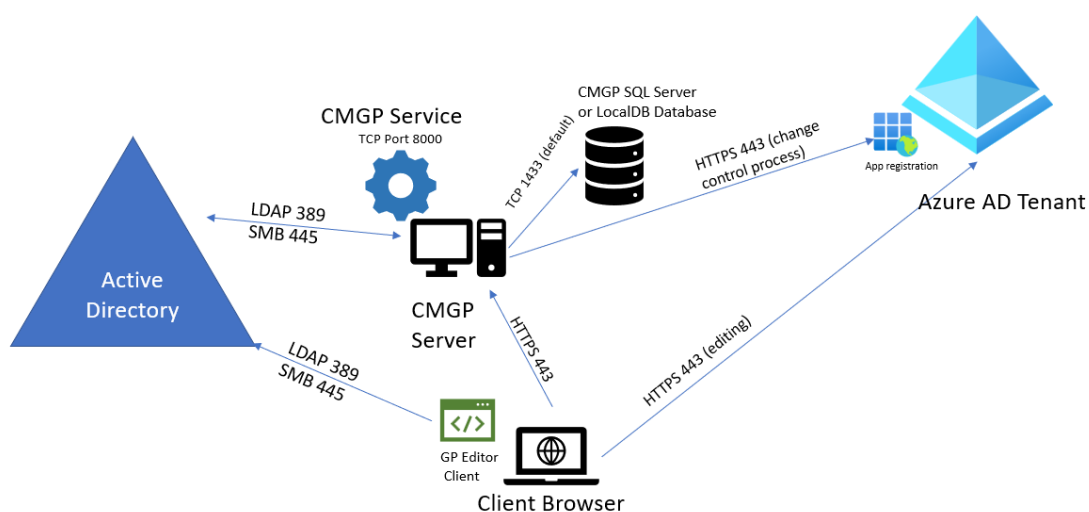 CMGP Service
TCP Port 8000
CMGP SQL Server
or LocalDB Database
TCP 1433 (default)
HTTPS 443 (change
control process)
App registration
Azure AD Tenant
LDAP 389
SMB 445
Active
Directory
CMGP
Server
HTTPS 443
HTTPS 443 (editing)
LDAP 389
SMB 445
GP Editor
Client
Client Browser